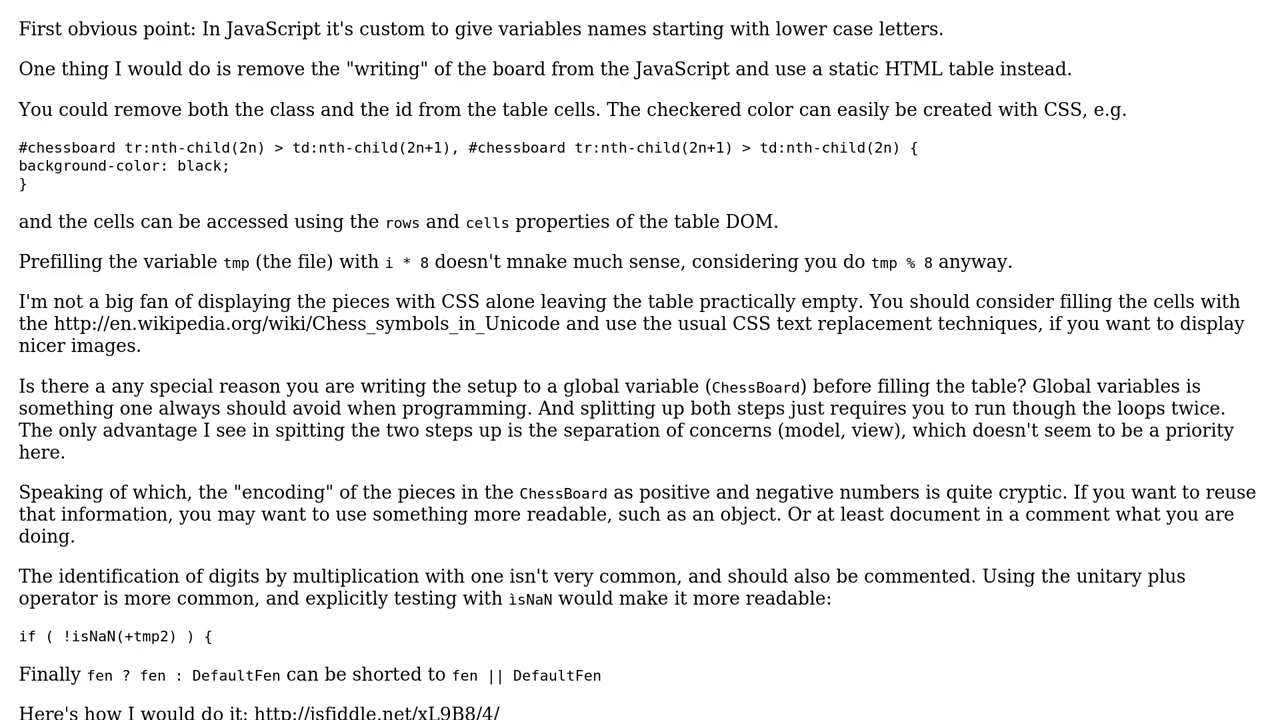 First obvious point: In JavaScript it's custom to give variables names starting with lower case letters.
One thing I would do is remove the "writing" of the board from the JavaScript and use a static HTML table instead.
You could remove both the class and the id from the table cells. The checkered color can easily be created with CSS, e.g.
#chessboard tr:nth-child(2n) > td:nth-child(2n+1), #chessboard tr:nth-child(2n+1) > td:nth-child(2n) {
background-color: black;
}
and the cells can be accessed using the rows and cells properties of the table DOM.
Prefilling the variable tmp (the file) with i * 8 doesn't mnake much sense, considering you do tmp % 8 anyway.
I'm not a big fan of displaying the pieces with CSS alone leaving the table practically empty. You should consider filling the cells with
the http://en.wikipedia.org/wiki/Chess_symbols_in_Unicode and use the usual CSS text replacement techniques, if you want to display
nicer images.
Is there a any special reason you are writing the setup to a global variable (ChessBoard) before filling the table? Global variables is
something one always should avoid when programming. And splitting up both steps just requires you to run though the loops twice.
The only advantage I see in spitting the two steps up is the separation of concerns (model, view), which doesn't seem to be a priority
here.
Speaking of which, the "encoding" of the pieces in the ChessBoard as positive and negative numbers is quite cryptic. If you want to reuse
that information, you may want to use something more readable, such as an object. Or at least document in a comment what you are
doing.
The identification of digits by multiplication with one isn't very common, and should also be commented. Using the unitary plus
operator is more common, and explicitly testing with ìsNaN would make it more readable:
if ( !isNaN(+tmp2) ) {
Finally fen ? fen : DefaultFen can be shorted to fen || DefaultFen
Here's how I would do it: http://jsfiddle.net/xL9B8/4/